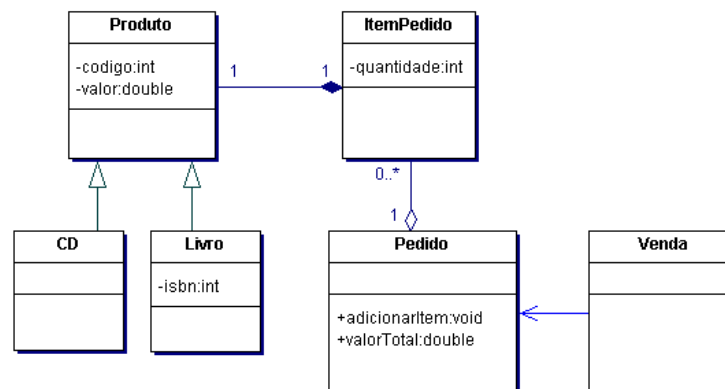 Produto
-codigo:int
-valor:double
1
1
ItemPedido
-quantidade:int
0..*
1
CD
Livro
-isbn:int
Pedido
+adicionarItem:void
+valorTotal:double
Venda